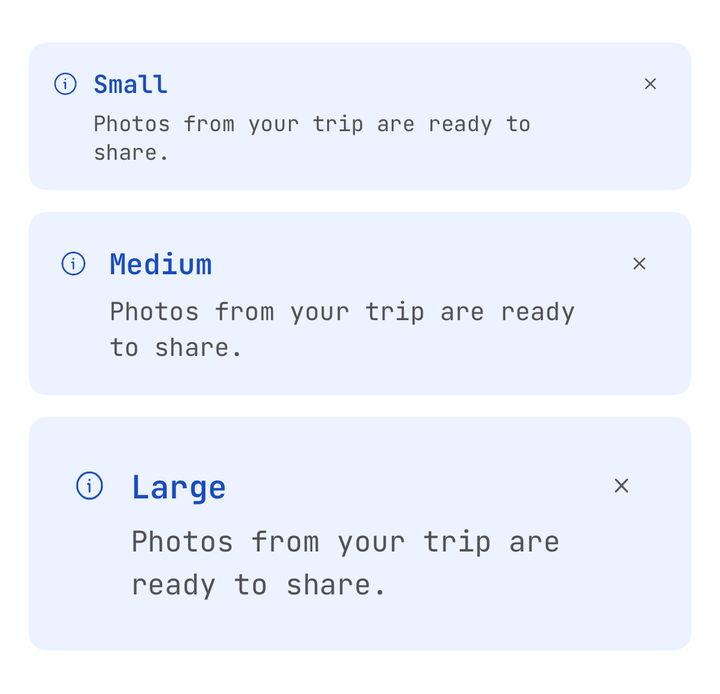 Small
Photos from your trip are ready to
share.
Medium
Photos from your trip are ready
to share.
Large
Photos from your trip are
ready to share.